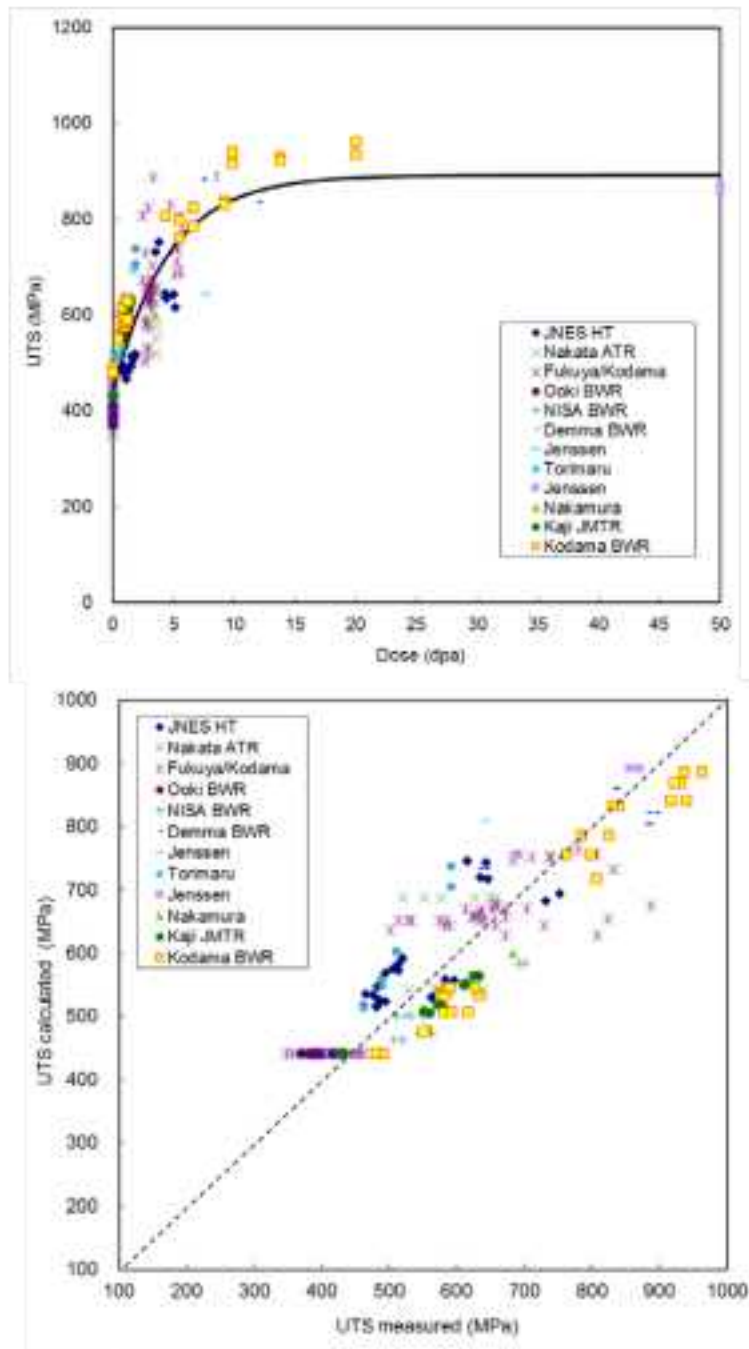 1200
1000
800
600
400
200
0
UTS (MPa)
JNES HT
Nakata ATR
Fukuya/Kodama
Ooki BWR
NISA BWR
Demma BWR
Jenssen
Torimaru
Jenssen
Nakamura
Kaji JMTR
Kodama BWR
0 5 10 15 20 25 30 35 40 45 50
Dose (dpa)
1000
900
800
700
600
500
400
300
200
100
UTS calculated (MPa)
JNES HT
Nakata ATR
Fukuya/Kodama
Ooki BWR
NISA BWR
Demma BWR
Jenssen
Torimaru
Jenssen
Nakamura
Kaji JMTR
Kodama BWR
100 200 300 400 500 600 700 800 900 1000
UTS measured (MPa)